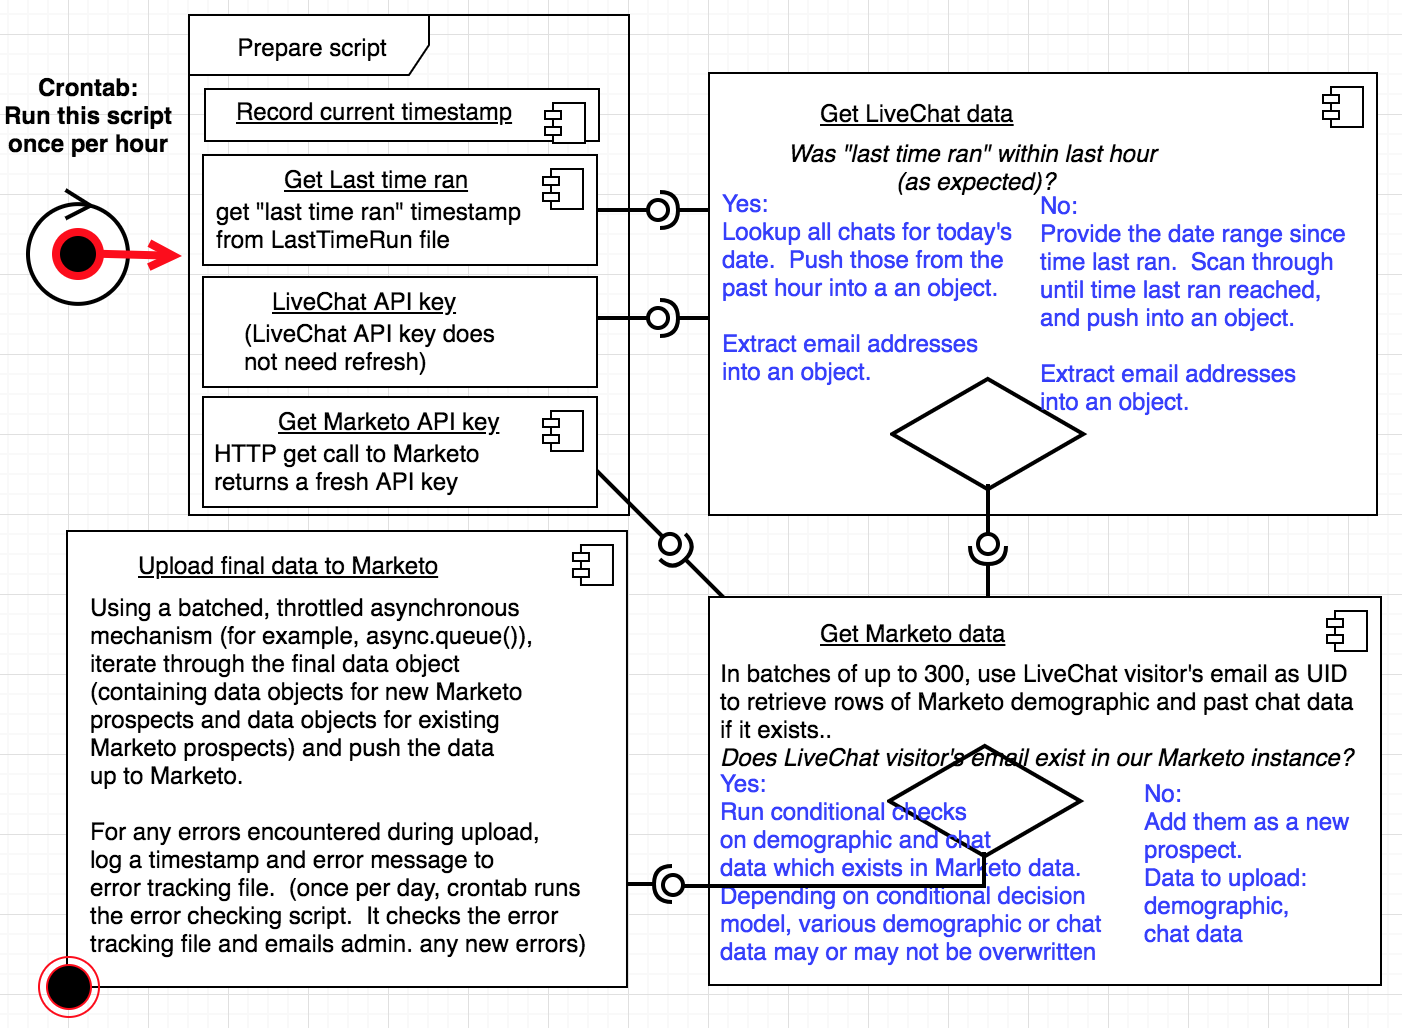 Crontab:
Run this script
once per hour
Prepare script
Record current timestamp
Get Last time ran
get "last time ran" timestamp
from LastTimeRun file
LiveChat API key
(LiveChat API key does
not need refresh)
Get Marketo API key
HTTP get call to Marketo
returns a fresh API key
Get LiveChat data
Was "last time ran" within last hour
(as expected)?
Yes:
Lookup all chats for today's
date.  Push those from the
past hour into a an object.
Extract email addresses
into an object.
No:
Provide the date range since
time last ran.  Scan through
until time last ran reached,
and push into an object.
Extract email addresses
into an object.
Get Marketo data
In batches of up to 300, use LiveChat visitor's email as UID
to retrieve rows of Marketo demographic and past chat data
if it exists..
Does LiveChat visitor's email exist in our Marketo instance?
Yes:
Run conditional checks
on demographic and chat
data which exists in Marketo data.
Depending on conditional decision
model, various demographic or chat
data may or may not be overwritten
No:
Add them as a new
prospect.
Data to upload:
demographic,
chat data
Upload final data to Marketo
Using a batched, throttled asynchronous
mechanism (for example, async.queue()),
iterate through the final data object
(containing data objects for new Marketo
prospects and data objects for existing
Marketo prospects) and push the data
up to Marketo.
For any errors encountered during upload,
log a timestamp and error message to
error tracking file.  (once per day, crontab runs
the error checking script.  It checks the error
tracking file and emails admin. any new errors)